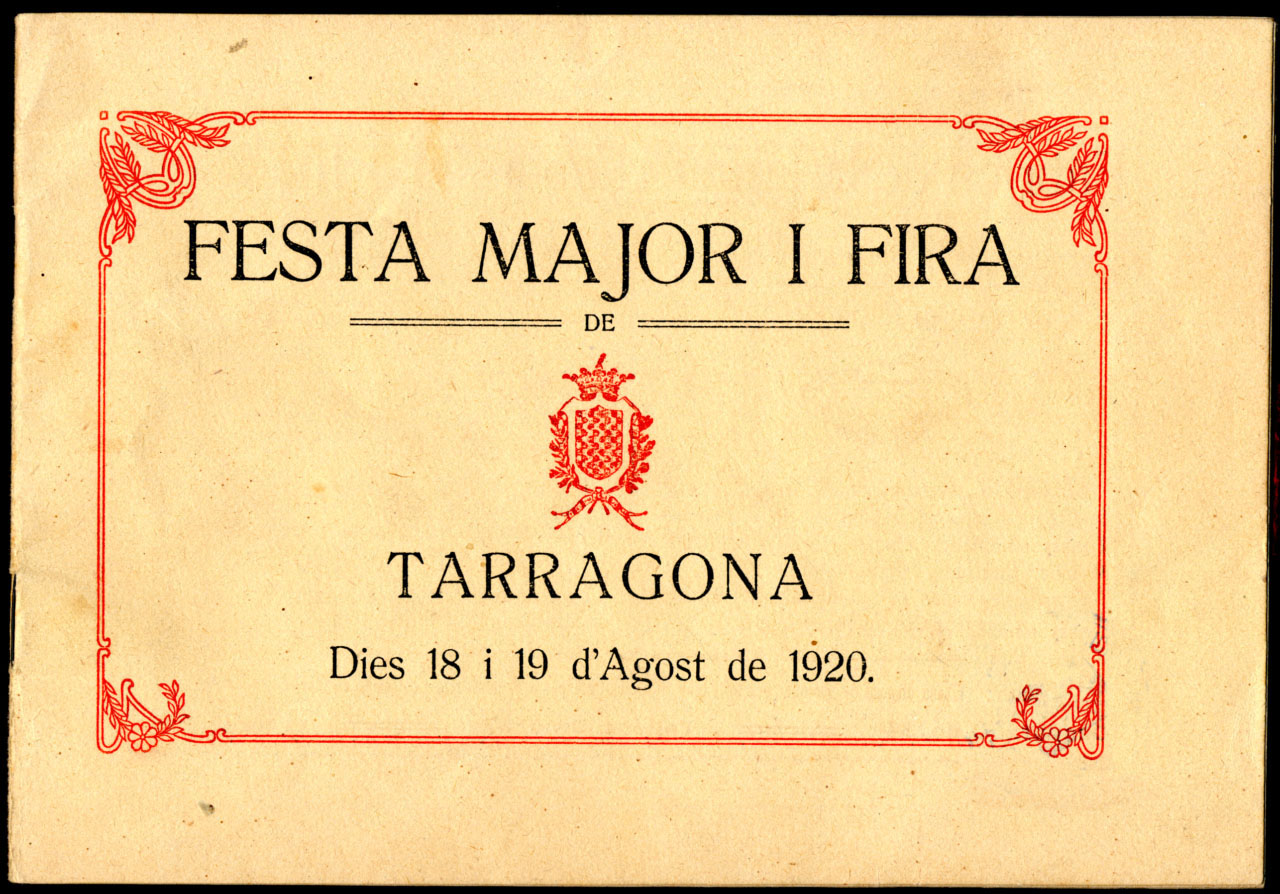 FESTA MAJOR I FIRA
DE
TARRAGONA
Dies 18 i 19 d'Agost de 1920.